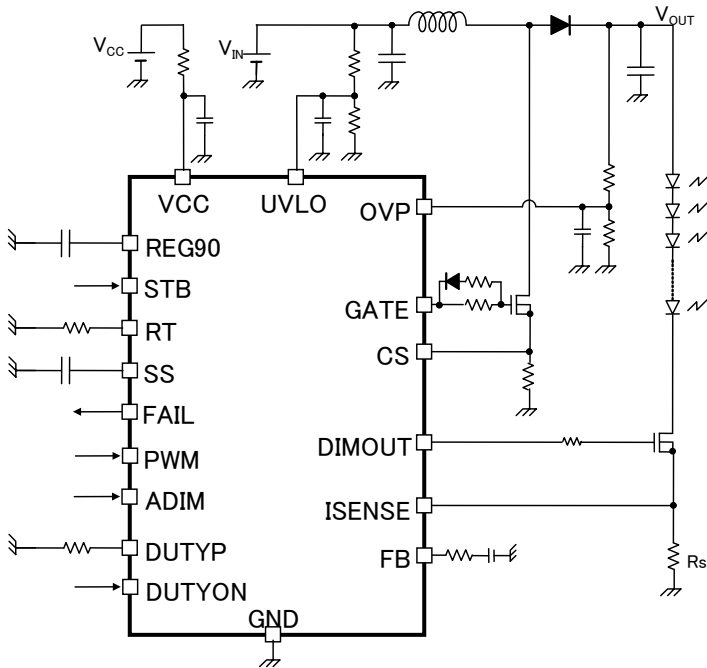 VCC
VIN
VOUT
VCC
UVLO
OVP
REG90
STB
GATE
RT
CS
SS
FAIL
DIMOUT
PWM
ADIM
ISENSE
DUTYP
FB
Rs
DUTYON
GND